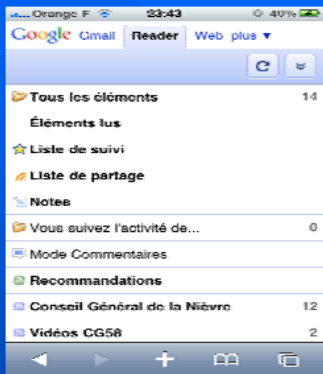 Orange F 23:43 40%
Google Gmail Reader Web plus ▼
Tous les éléments 14
Éléments lus
Liste de suivi
Liste de partage
Notes
Vous suivez l'activité de... 0
Mode Commentaires
Recommandations
Conseil Général de la Nièvre 12
Vidéos CG58 2